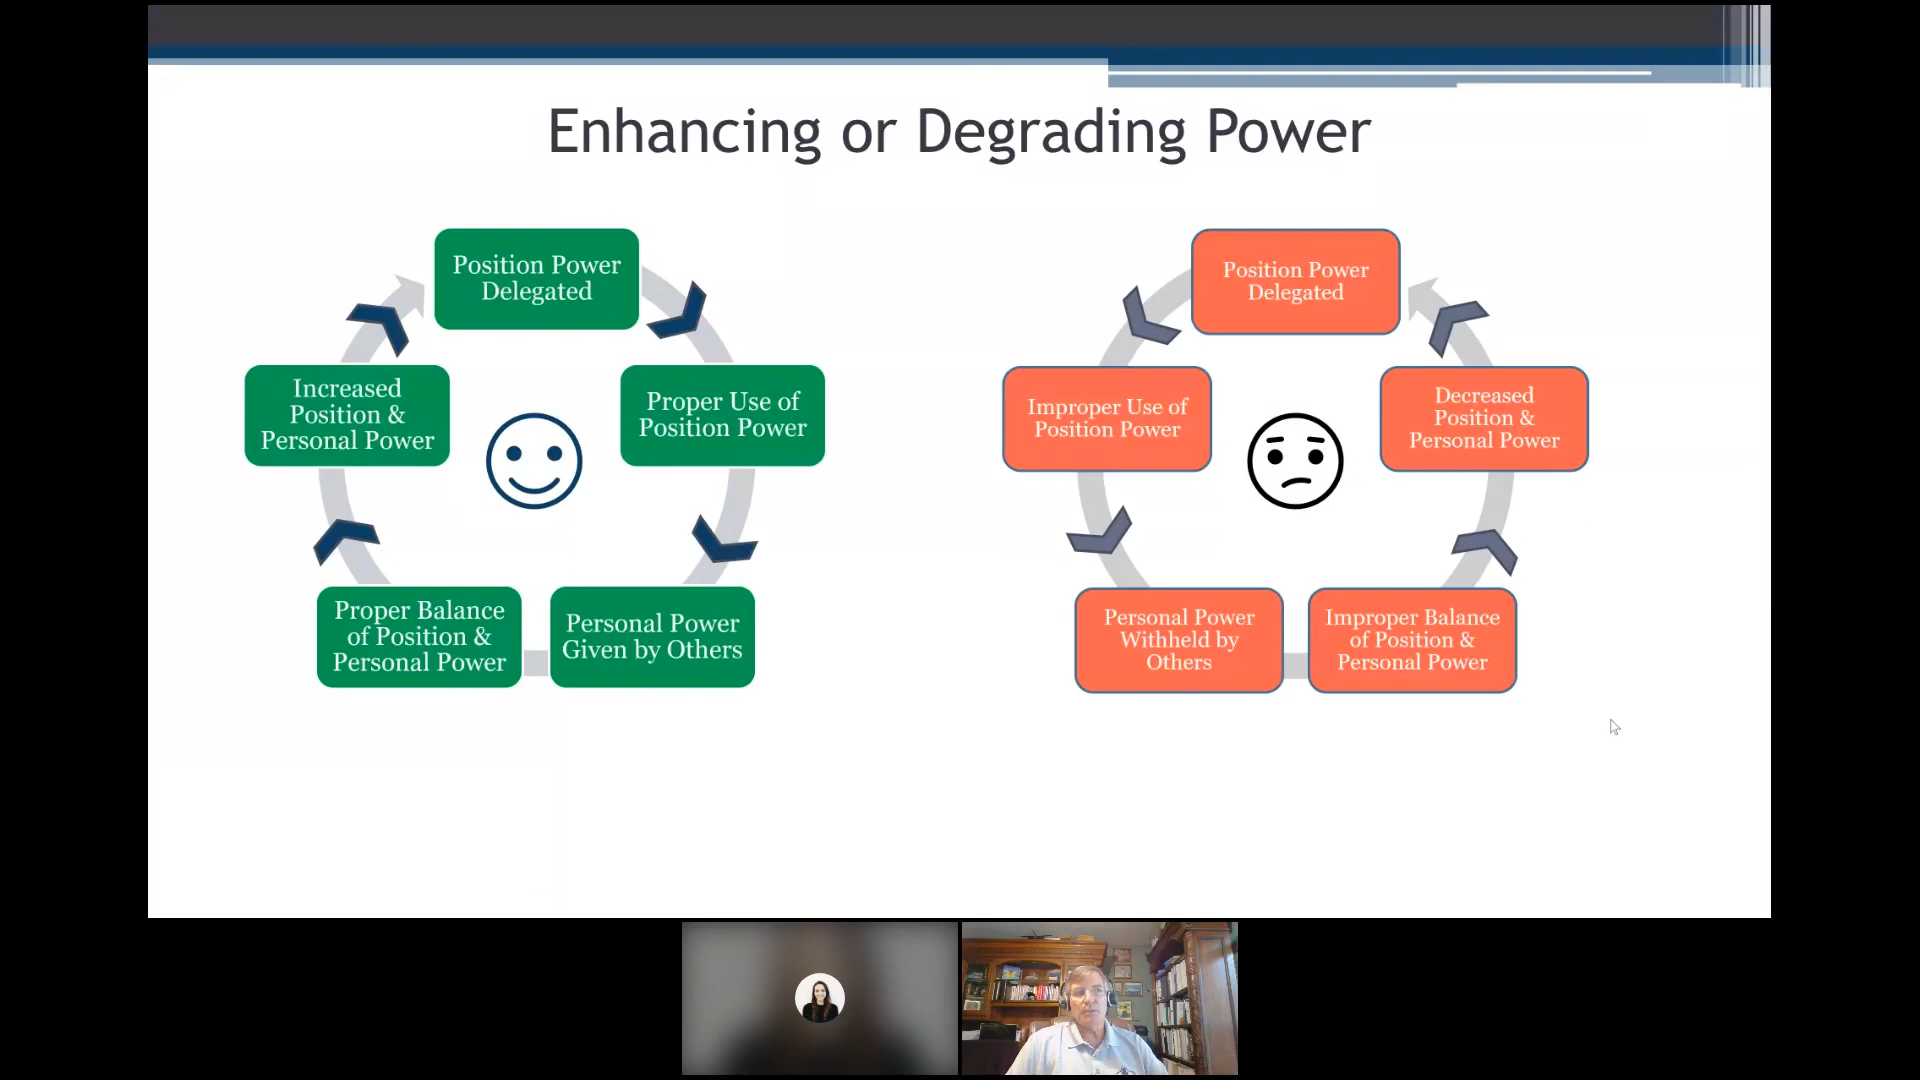 Enhancing or Degrading Power
Position Power
Delegated
Proper Use of
Position Power
Personal Power
Given by Others
Proper Balance
of Position &
Personal Power
Increased
Position &
Personal Power
Position Power
Delegated
Improper Use of
Position Power
Personal Power
Withheld by
Others
Improper Balance
of Position &
Personal Power
Decreased
Position &
Personal Power